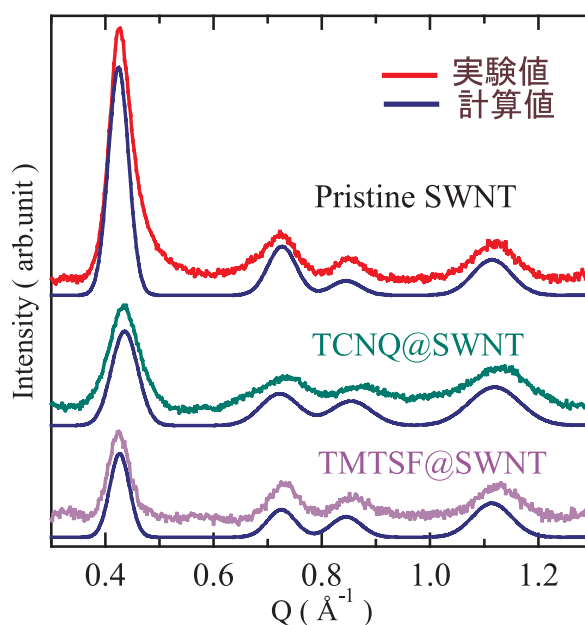 実験値
計算値
Pristine SWNT
TCNQ@SWNT
TMTSF@SWNT
Intensity ( arb.unit )
0.4 0.6 0.8 1.0 1.2
Q ( Å-1 )